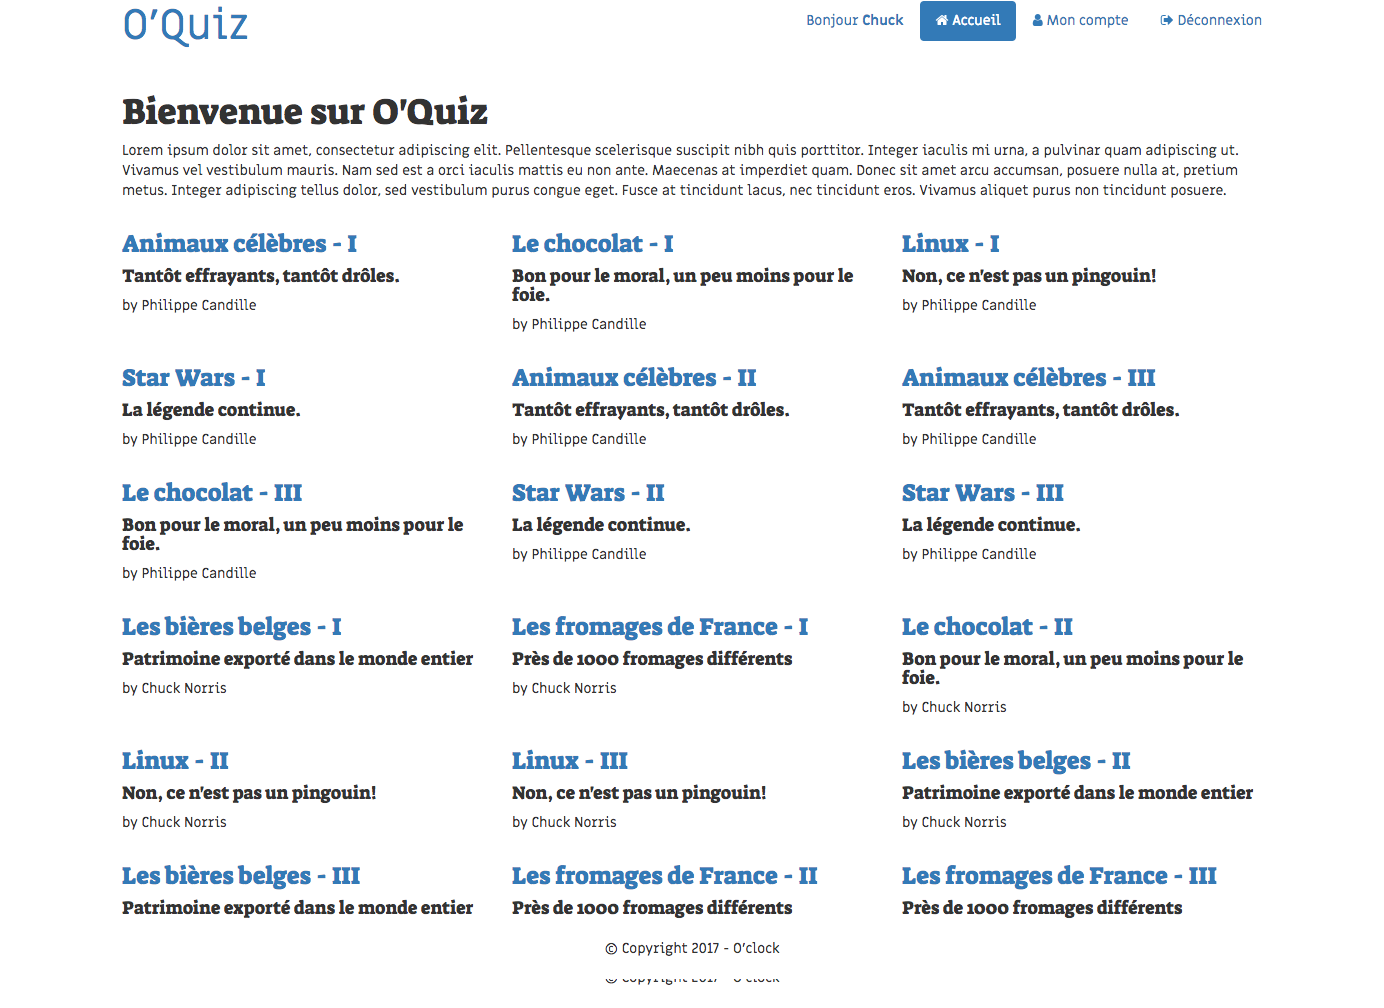 O'Quiz
Bonjour Chuck
Accueil
Mon compte
Déconnexion
Bienvenue sur O'Quiz
Lorem ipsum dolor sit amet, consectetur adipiscing elit. Pellentesque scelerisque suscipit nibh quis porttitor. Integer iaculis mi urna, a pulvinar quam adipiscing ut.
Vivamus vel vestibulum mauris. Nam sed est a orci iaculis mattis eu non ante. Maecenas at imperdiet quam. Donec sit amet arcu accumsan, posuere nulla at, pretium
metus. Integer adipiscing tellus dolor, sed vestibulum purus congue eget. Fusce at tincidunt lacus, nec tincidunt eros. Vivamus aliquet purus non tincidunt posuere.
Animaux célèbres - I
Tantôt effrayants, tantôt drôles.
by Philippe Candille
Le chocolat - I
Bon pour le moral, un peu moins pour le
foie.
by Philippe Candille
Linux - I
Non, ce n'est pas un pingouin!
by Philippe Candille
Star Wars - I
La légende continue.
by Philippe Candille
Animaux célèbres - II
Tantôt effrayants, tantôt drôles.
by Philippe Candille
Animaux célèbres - III
Tantôt effrayants, tantôt drôles.
by Philippe Candille
Le chocolat - III
Bon pour le moral, un peu moins pour le
foie.
by Philippe Candille
Star Wars - II
La légende continue.
by Philippe Candille
Star Wars - III
La légende continue.
by Philippe Candille
Les bières belges - I
Patrimoine exporté dans le monde entier
by Chuck Norris
Les fromages de France - I
Près de 1000 fromages différents
by Chuck Norris
Le chocolat - II
Bon pour le moral, un peu moins pour le
foie.
by Chuck Norris
Linux - II
Non, ce n'est pas un pingouin!
by Chuck Norris
Linux - III
Non, ce n'est pas un pingouin!
by Chuck Norris
Les bières belges - II
Patrimoine exporté dans le monde entier
by Chuck Norris
Les bières belges - III
Patrimoine exporté dans le monde entier
Les fromages de France - II
Près de 1000 fromages différents
Les fromages de France - III
Près de 1000 fromages différents
© Copyright 2017 - O'clock